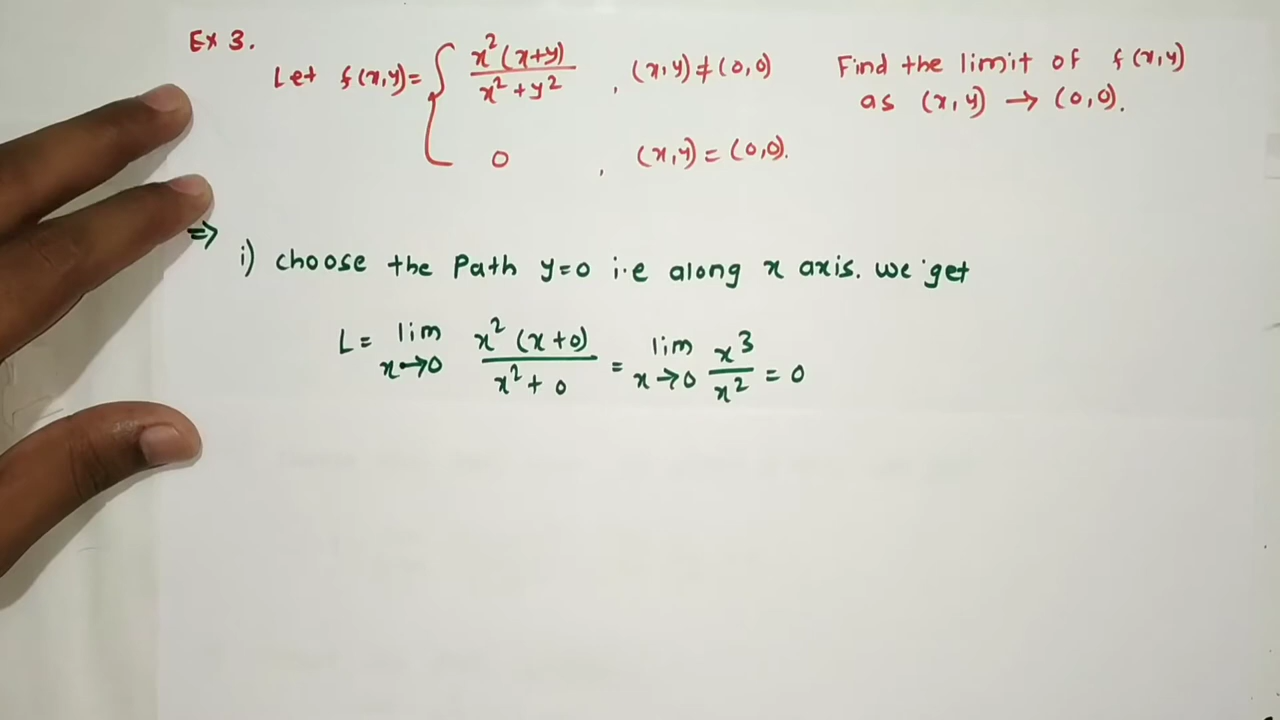 Ex 3.
Let f(x,y) = { x²(x+y) / x²+y² , (x,y) ≠ (0,0) Find the limit of f(x,y)
as (x,y) → (0,0).
0 , (x,y) = (0,0).
⇒
i) choose the Path y=0 i.e along x axis. we get
L = lim x→0 x²(x+0) / x²+0 = lim x→0 x³ / x² = 0